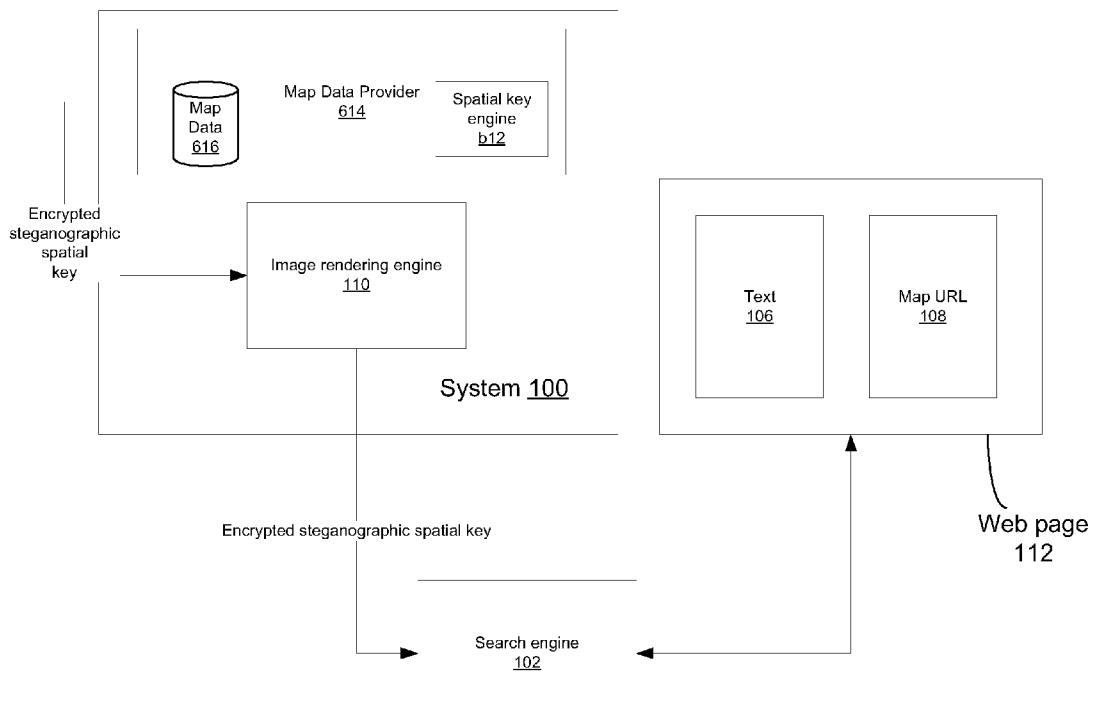 Map Data Provider
614
Map
Data
616
Spatial key
engine
b12
Encrypted
steganographic
spatial
key
Image rendering engine
110
System 100
Text
106
Map URL
108
Web page
112
Encrypted steganographic spatial key
Search engine
102